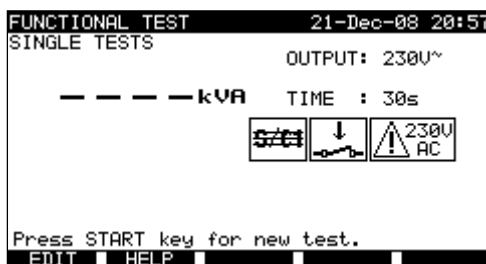 FUNCTIONAL TEST 21-Dec-08 20:57
SINGLE TESTS
OUTPUT: 230V~
– – – – kVA TIME : 30s
S/C1 230V AC
Press START key for new test.
EDIT HELP